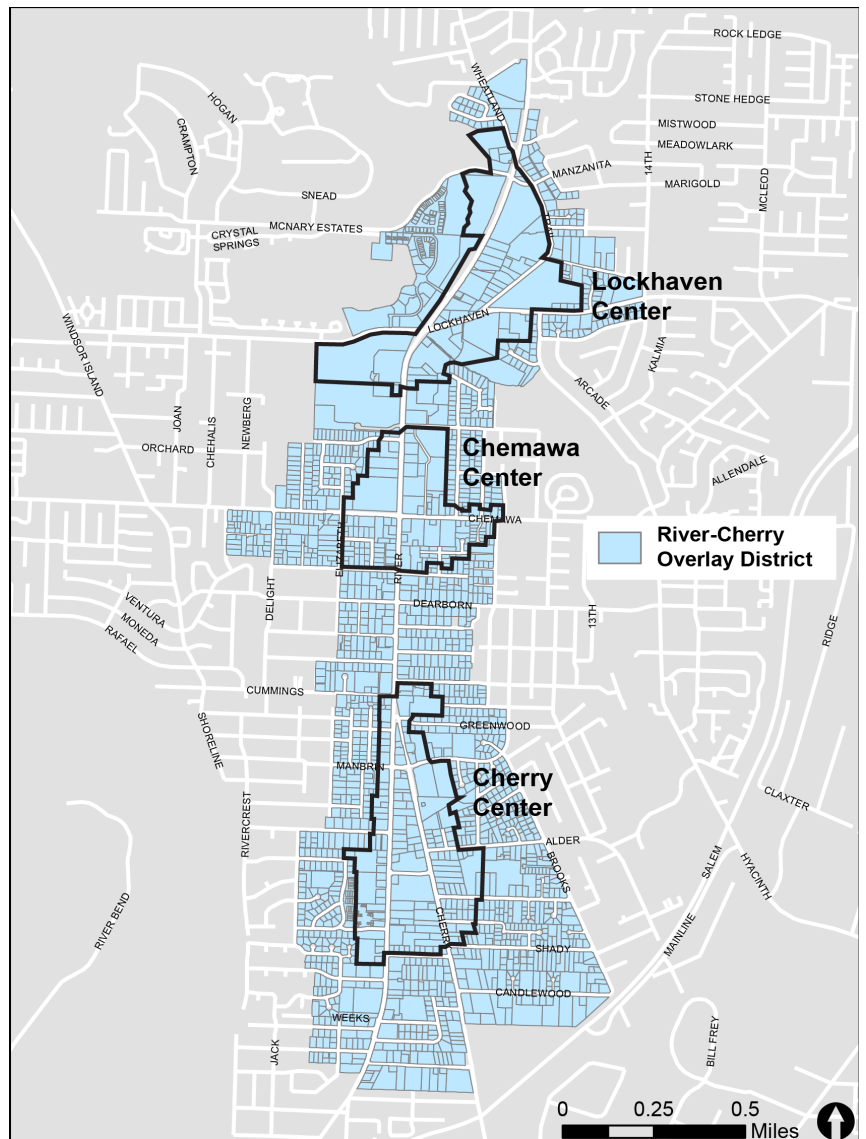 ROCK LEDGE
WHEATLAND
HOGAN
STONE HEDGE
CRAMPTON
MISTWOOD
MEADOWLARK
14TH
MANZANITA
MARIGOLD
MCLEOD
SNEAD
MCNARY ESTATES
CRYSTAL
SPRINGS
TRAIL
Lockhaven
Center
LOCKHAVEN
WINDSOR ISLAND
KALMIA
ARCADE
JOAN
CHEHALIS
NEWBERG
ORCHARD
Chemawa
Center
ALLENDALE
CHEMAWA
River-Cherry
Overlay District
ELIZABETH
RIVER
DELIGHT
DEARBORN
VENTURA
MONEDA
RAFAEL
13TH
RIDGE
CUMMINGS
SHORELINE
GREENWOOD
MANBRIN
Cherry
Center
CLAXTER
RIVERCREST
ALDER
BROOKS
SALEM
HYACINTH
RIVER BEND
MAINLINE
CHERR
SHADY
CANDLEWOOD
WEEKS
JACK
BILL FREY
0 0.25 0.5
Miles